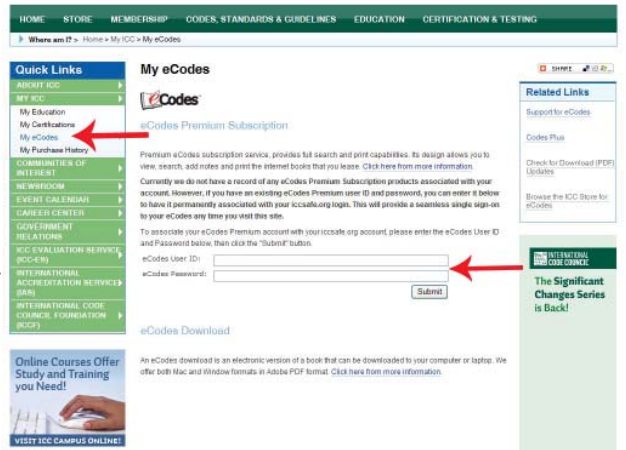 HOME STORE MEMBERSHIP CODES, STANDARDS & GUIDELINES EDUCATION CERTIFICATION & TESTING
Where am I? > Home » My ICC » My eCodes
Quick Links
ABOUT ICC
MY ICC
My Education
My Certifications
My eCodes
My Purchase History
COMMUNITIES OF
INTEREST
NEWSROOM
EVENT CALENDAR
CAREER CENTER
GOVERNMENT
RELATIONS
ICC EVALUATION SERVICE
(ICC-ES)
INTERNATIONAL
ACCREDITATION SERVICE
(IAS)
INTERNATIONAL CODE
COUNCIL FOUNDATION
(ICCF)
Online Courses Offer
Study and Training
you Need!
VISIT ICC CAMPUS ONLINE!
My eCodes
eCodes
eCodes Premium Subscription
Premium eCodes subscription service, provides full search and print capabilities. Its design allows you to
view, search, add notes and print the internet books that you lease. Click here from more information.
Currently we do not have a record of any eCodes Premium Subscription products associated with your
account. However, if you have an existing eCodes Premium user ID and password, you can enter it below
to have it permanently associated with your iccsafe.org login. This will provide a seamless single sign-on
to your eCodes any time you visit this site.
To associate your eCodes Premium account with your iccsafe.org account, please enter the eCodes User ID
and Password below, then click the "Submit" button.
eCodes User ID:
eCodes Password:
Submit
eCodes Download
An eCodes download is an electronic version of a book that can be downloaded to your computer or laptop. We
offer both Mac and Window formats in Adobe PDF format. Click here from more information.
SHARE
Related Links
Support for eCodes
Codes Plus
Check for Download (PDF)
Updates
Browse the ICC Store for
eCodes
INTERNATIONAL
CODE COUNCIL
The Significant
Changes Series
is Back!